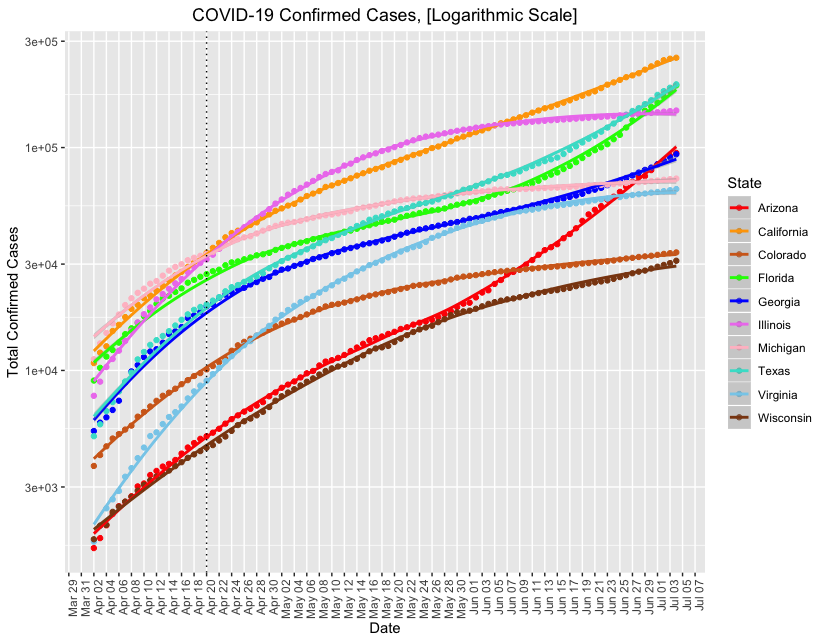 COVID-19 Confirmed Cases, [Logarithmic Scale]
Total Confirmed Cases
3e+05
1e+05
3e+04
1e+04
3e+03
Mar 29
Mar 31
Apr 02
Apr 04
Apr 06
Apr 08
Apr 10
Apr 12
Apr 14
Apr 16
Apr 18
Apr 20
Apr 22
Apr 24
Apr 26
Apr 28
Apr 30
May 02
May 04
May 06
May 08
May 10
May 12
May 14
May 16
May 18
May 20
May 22
May 24
May 26
May 28
May 30
Jun 01
Jun 03
Jun 05
Jun 07
Jun 09
Jun 11
Jun 13
Jun 15
Jun 17
Jun 19
Jun 21
Jun 23
Jun 25
Jun 27
Jun 29
Jul 01
Jul 03
Jul 05
Jul 07
Date
State
Arizona
California
Colorado
Florida
Georgia
Illinois
Michigan
Texas
Virginia
Wisconsin